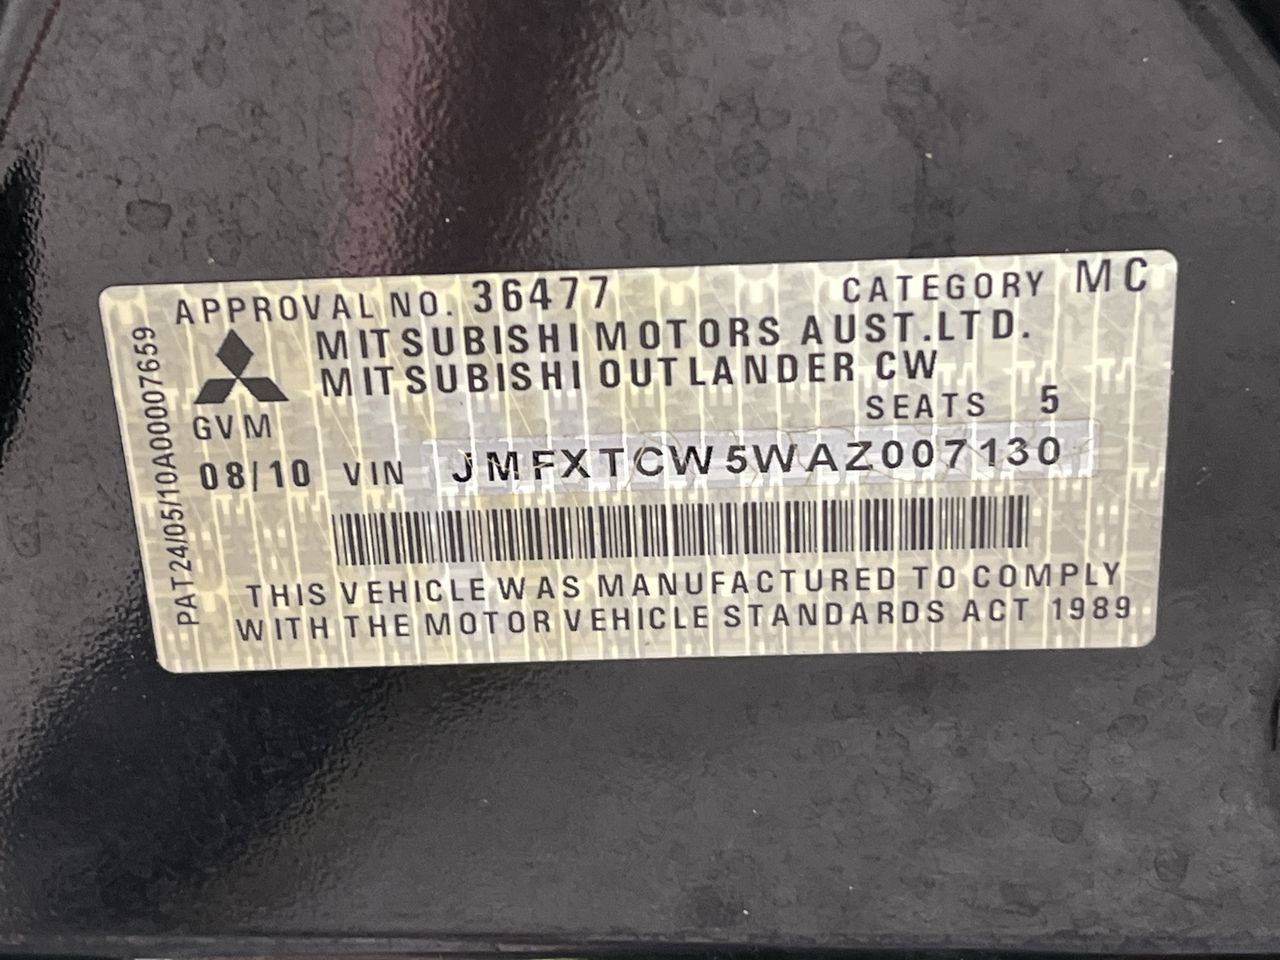 APPROVAL NO. 36477 CATEGORY MC
MITSUBISHI MOTORS AUST.LTD.
MITSUBISHI OUTLANDER CW
GVM SEATS 5
08/10 VIN JMFXTCW5WAZ007130
THIS VEHICLE WAS MANUFACTURED TO COMPLY
WITH THE MOTOR VEHICLE STANDARDS ACT 1989
PAT24/05/10A00007659